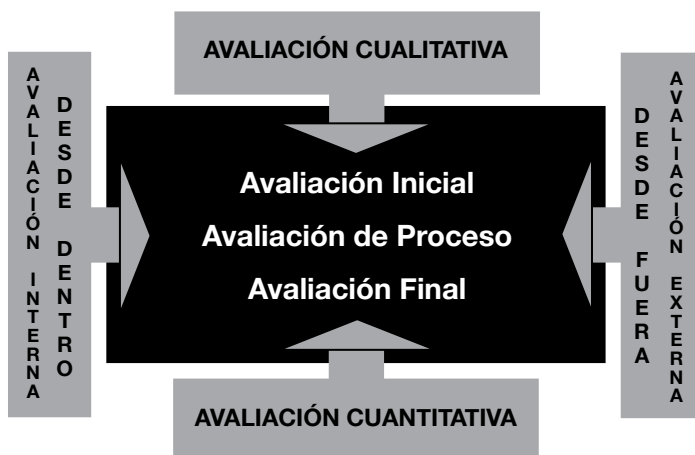 AVALIACIÓN CUALITATIVA
AVALIACIÓN INTERNA
DESDE DENTRO
Avaliación Inicial
Avaliación de Proceso
Avaliación Final
DESDE FUERA
AVALIACIÓN EXTERNA
AVALIACIÓN CUANTITATIVA